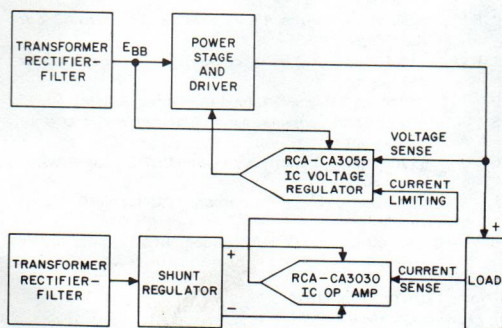 TRANSFORMER
RECTIFIER-
FILTER
EBB
POWER
STAGE
AND
DRIVER
RCA-CA3055
IC VOLTAGE
REGULATOR
VOLTAGE
SENSE
CURRENT
LIMITING
TRANSFORMER
RECTIFIER-
FILTER
SHUNT
REGULATOR
+
−
RCA-CA3030
IC OP AMP
CURRENT
SENSE
+
LOAD